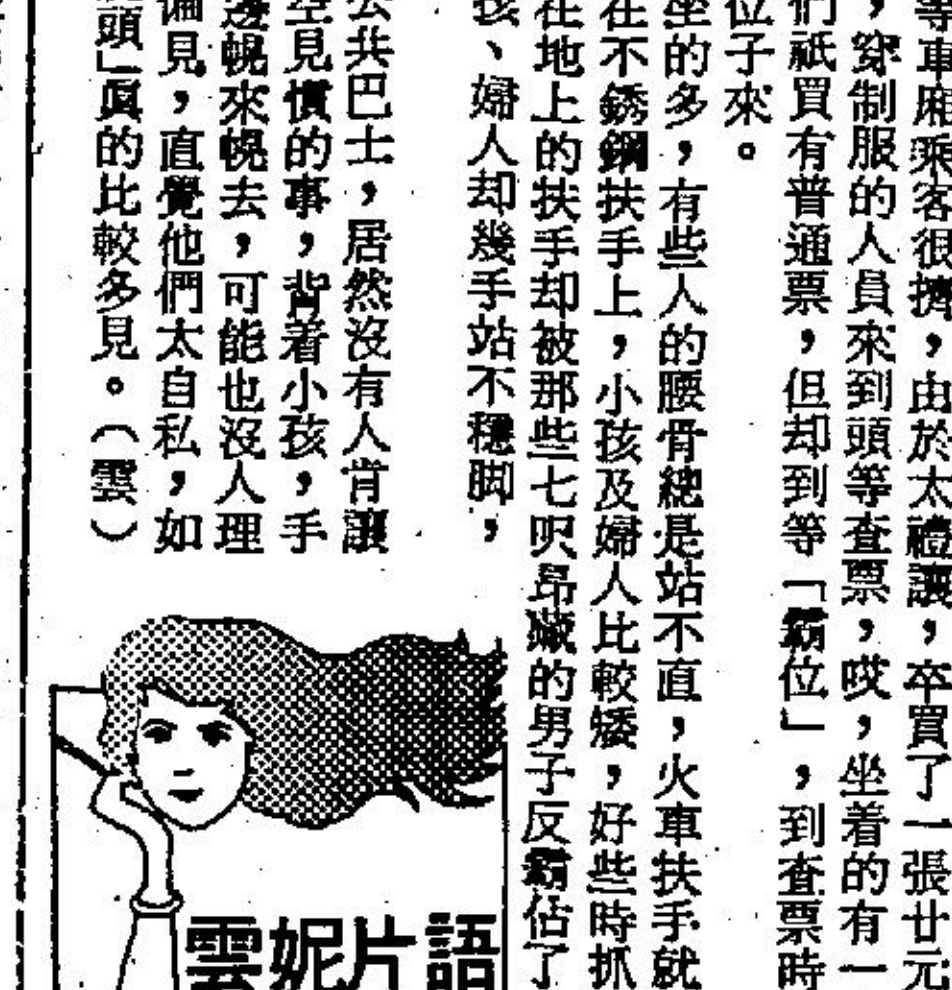 等車廂乘客很擠，由於太禮讓，卒買了一張廿元
，穿制服的人員來到頭等查票，哎，坐着的有一
們祇買有普通票，但却到等「霸位」，到查票時
位子來。
坐的多，有些人的腰骨總是站不直，火車扶手就
在不銹鋼扶手上，小孩及婦人比較矮，好些時抓
在地上的扶手却被那些七呎昂臧的男子反霸佔了
孩、婦人却幾手站不穩脚，
公共巴士，居然沒有人肯讓
空見慣的事，背着小孩，手
邊幌來幌去，可能也沒人理
偏見，直覺他們太自私，如
頭」眞的比較多見。（雲）
雲妮片語